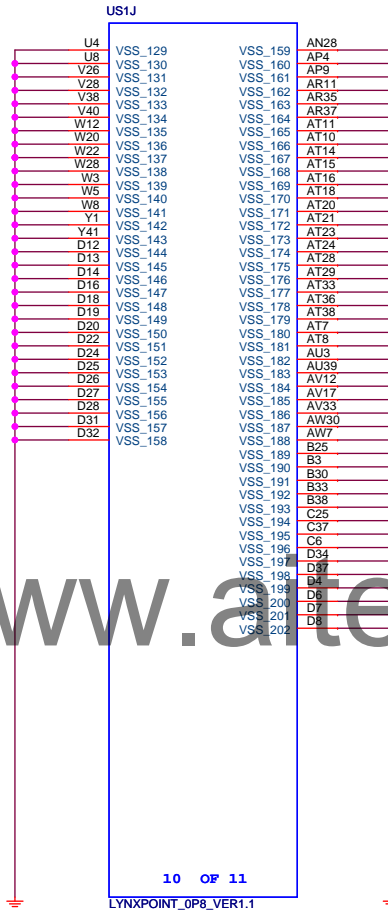 US1J
U4 VSS_129 VSS_159 AN28
U8 VSS_130 VSS_160 AP4
V26 VSS_131 VSS_161 AP9
V28 VSS_132 VSS_162 AR11
V38 VSS_133 VSS_163 AR35
V40 VSS_134 VSS_164 AR37
W12 VSS_135 VSS_165 AT11
W20 VSS_136 VSS_166 AT10
W22 VSS_137 VSS_167 AT14
W28 VSS_138 VSS_168 AT15
W3 VSS_139 VSS_169 AT16
W5 VSS_140 VSS_170 AT18
W8 VSS_141 VSS_171 AT20
Y1 VSS_142 VSS_172 AT21
Y41 VSS_143 VSS_173 AT23
D12 VSS_144 VSS_174 AT24
D13 VSS_145 VSS_175 AT28
D14 VSS_146 VSS_176 AT29
D16 VSS_147 VSS_177 AT33
D18 VSS_148 VSS_178 AT36
D19 VSS_149 VSS_179 AT38
D20 VSS_150 VSS_180 AT7
D22 VSS_151 VSS_181 AT8
D24 VSS_152 VSS_182 AU3
D25 VSS_153 VSS_183 AU39
D26 VSS_154 VSS_184 AV12
D27 VSS_155 VSS_185 AV17
D28 VSS_156 VSS_186 AV33
D31 VSS_157 VSS_187 AW30
D32 VSS_158 VSS_188 AW7
VSS_189 B25
VSS_190 B3
VSS_191 B30
VSS_192 B33
VSS_193 B38
VSS_194 C25
VSS_195 C37
VSS_196 C6
VSS_197 D34
VSS_198 D37
VSS_199 D4
VSS_200 D6
VSS_201 D7
VSS_202 D8
ww.aite
10 OF 11
LYNXPOINT_0P8_VER1.1